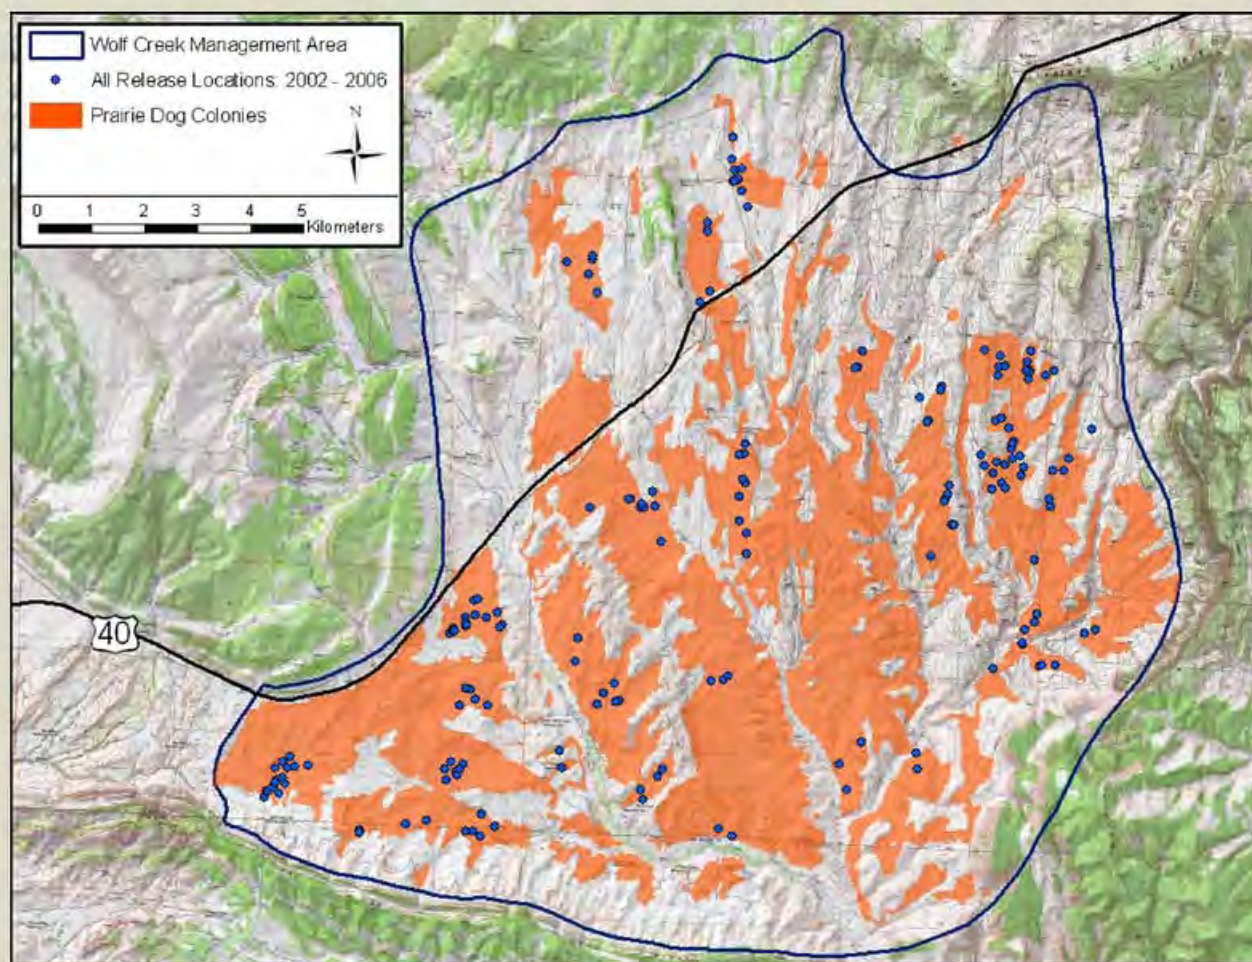 Wolf Creek Management Area
All Release Locations: 2002 - 2006
Prairie Dog Colonies
N
0 1 2 3 4 5
Kilometers
40